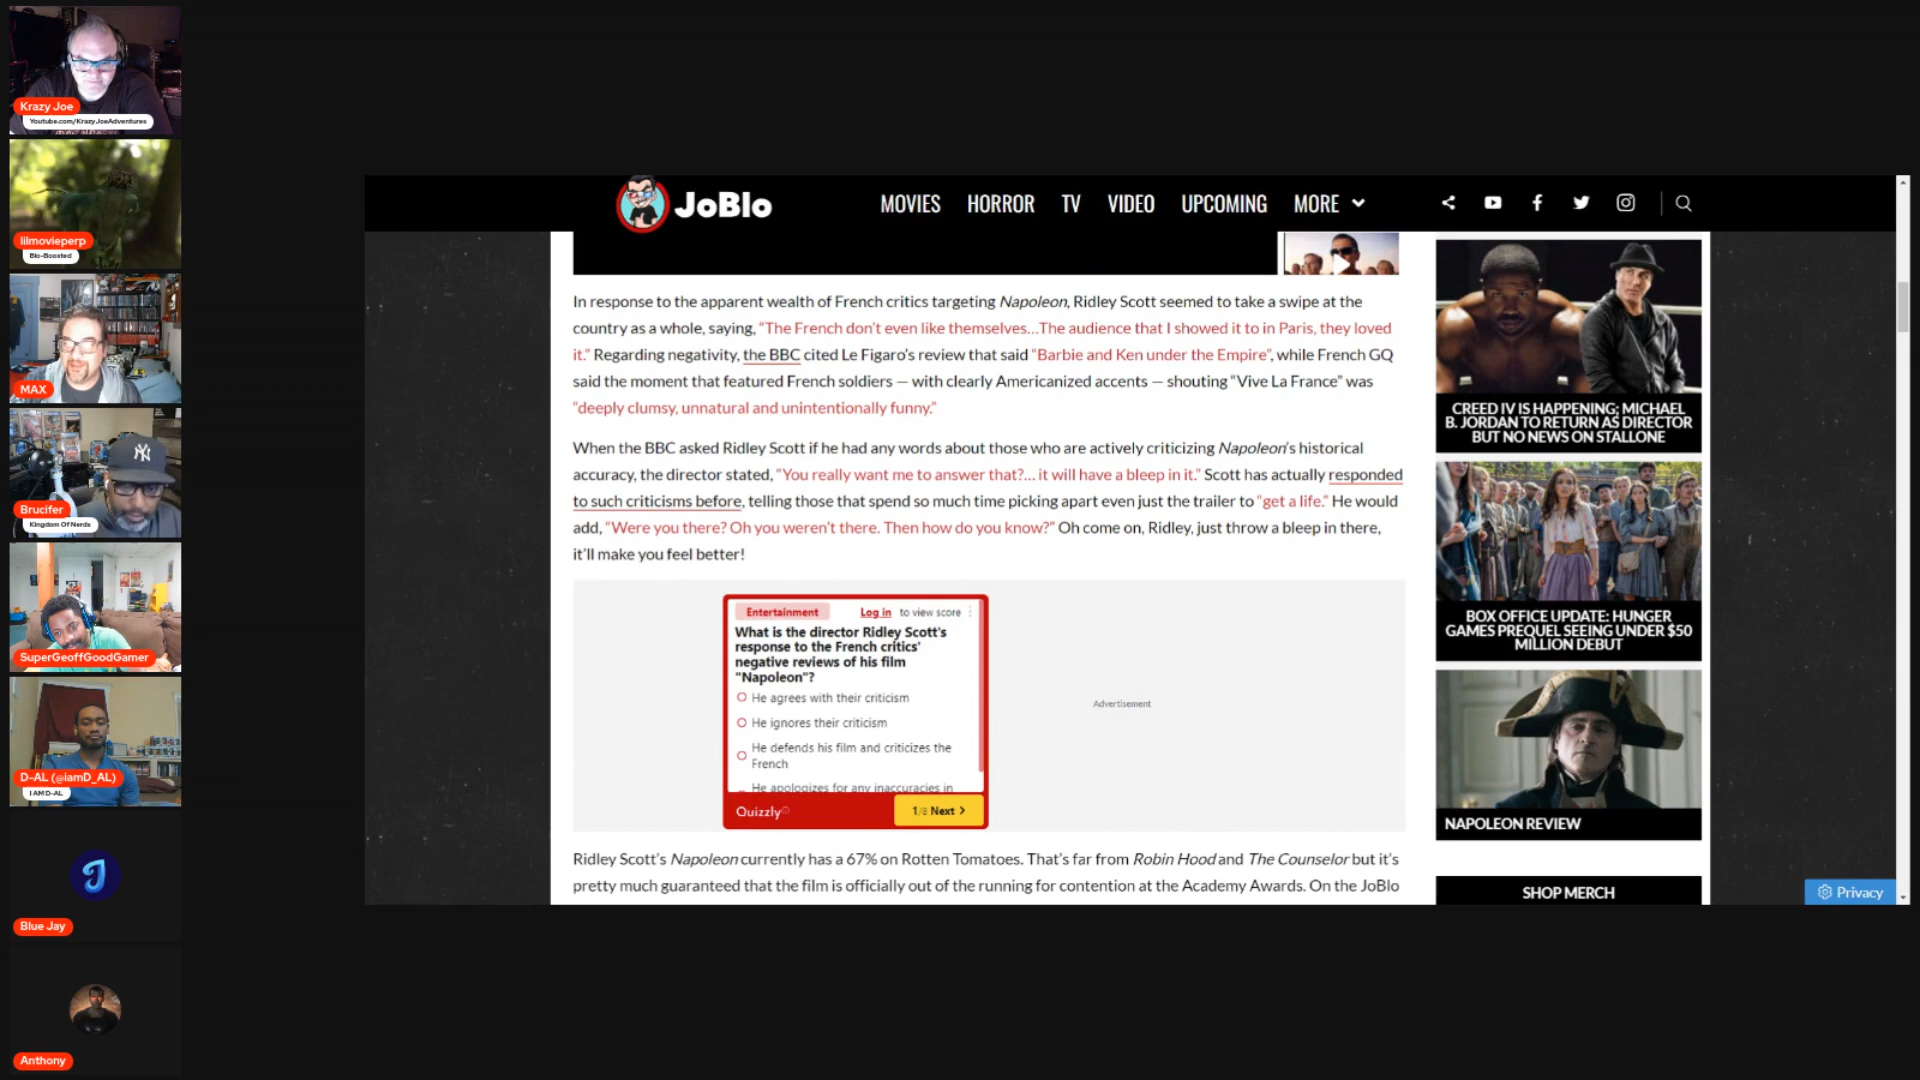 Krazy Joe
Youtube.com/KrazyJoeAdventures
lilmovieperp
Bio-Boosted
MAX
Brucifer
Kingdom Of Nerds
SuperGeoffGoodGamer
D-AL (@iamD_AL)
I AM D-AL
Blue Jay
Anthony
JoBlo
MOVIES HORROR TV VIDEO UPCOMING MORE
In response to the apparent wealth of French critics targeting Napoleon, Ridley Scott seemed to take a swipe at the
country as a whole, saying, “The French don’t even like themselves…The audience that I showed it to in Paris, they loved
it.” Regarding negativity, the BBC cited Le Figaro’s review that said “Barbie and Ken under the Empire”, while French GQ
said the moment that featured French soldiers — with clearly Americanized accents — shouting “Vive La France” was
“deeply clumsy, unnatural and unintentionally funny.”
When the BBC asked Ridley Scott if he had any words about those who are actively criticizing Napoleon’s historical
accuracy, the director stated, “You really want me to answer that?… it will have a bleep in it.” Scott has actually responded
to such criticisms before, telling those that spend so much time picking apart even just the trailer to “get a life.” He would
add, “Were you there? Oh you weren’t there. Then how do you know?” Oh come on, Ridley, just throw a bleep in there,
it’ll make you feel better!
Entertainment Log in to view score
What is the director Ridley Scott's
response to the French critics'
negative reviews of his film
"Napoleon"?
He agrees with their criticism
He ignores their criticism
He defends his film and criticizes the
French
He apologizes for any inaccuracies in
Quizzly
1/6 Next
Advertisement
Ridley Scott’s Napoleon currently has a 67% on Rotten Tomatoes. That’s far from Robin Hood and The Counselor but it’s
pretty much guaranteed that the film is officially out of the running for contention at the Academy Awards. On the JoBlo
CREED IV IS HAPPENING; MICHAEL
B. JORDAN TO RETURN AS DIRECTOR
BUT NO NEWS ON STALLONE
BOX OFFICE UPDATE: HUNGER
GAMES PREQUEL SEEING UNDER $50
MILLION DEBUT
NAPOLEON REVIEW
SHOP MERCH
Privacy